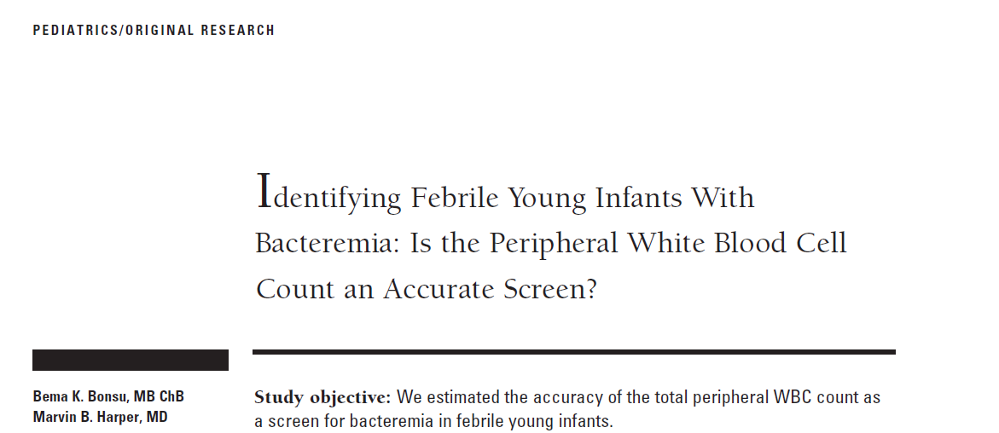 PEDIATRICS/ORIGINAL RESEARCH
Identifying Febrile Young Infants With
Bacteremia: Is the Peripheral White Blood Cell
Count an Accurate Screen?
Bema K. Bonsu, MB ChB
Marvin B. Harper, MD
Study objective: We estimated the accuracy of the total peripheral WBC count as
a screen for bacteremia in febrile young infants.